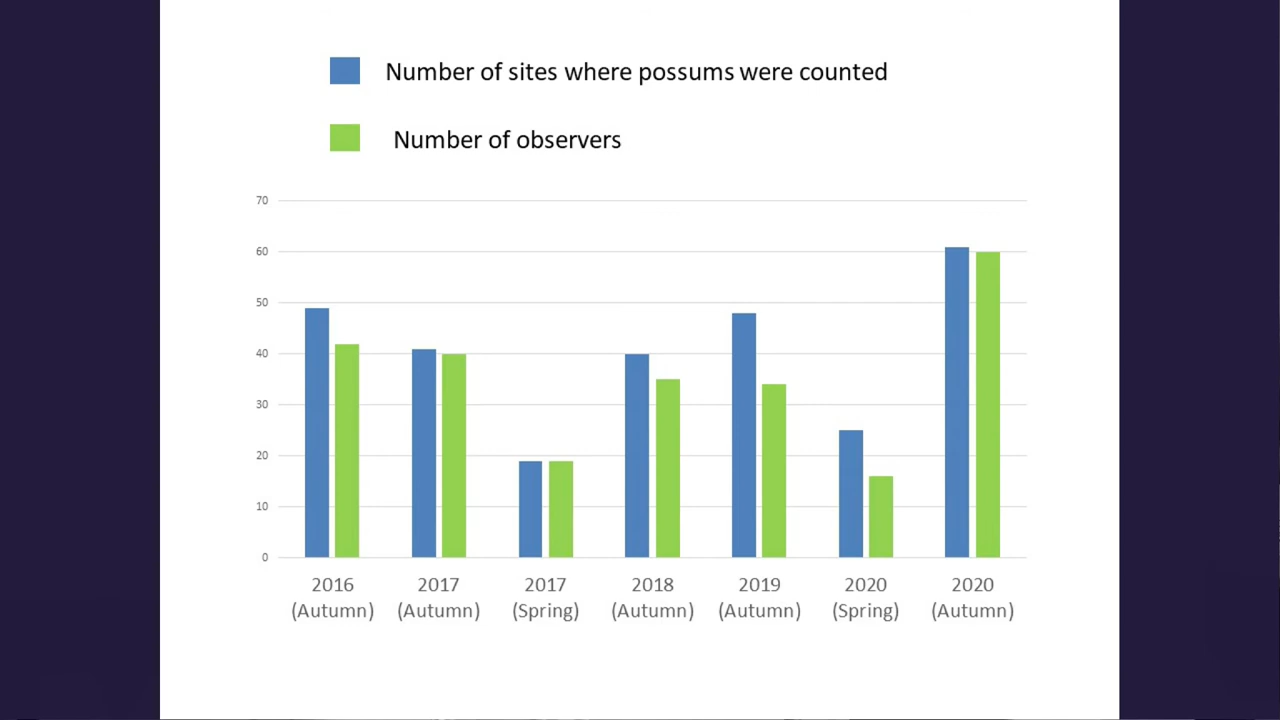 Number of sites where possums were counted
Number of observers
70
60
50
40
30
20
10
0
2016 2017 2017 2018 2019 2020 2020
(Autumn) (Autumn) (Spring) (Autumn) (Autumn) (Spring) (Autumn)